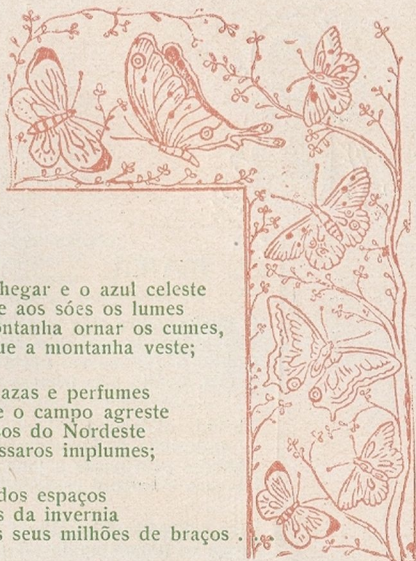 hegar e o azul celeste
e aos sóes os lumes
ontanha ornar os cumes,
ue a montanha veste;
azas e perfumes
e o campo agreste
sos do Nordeste
ssaros implumes;
dos espaços
s da invernia
s seus milhões de braços . . .